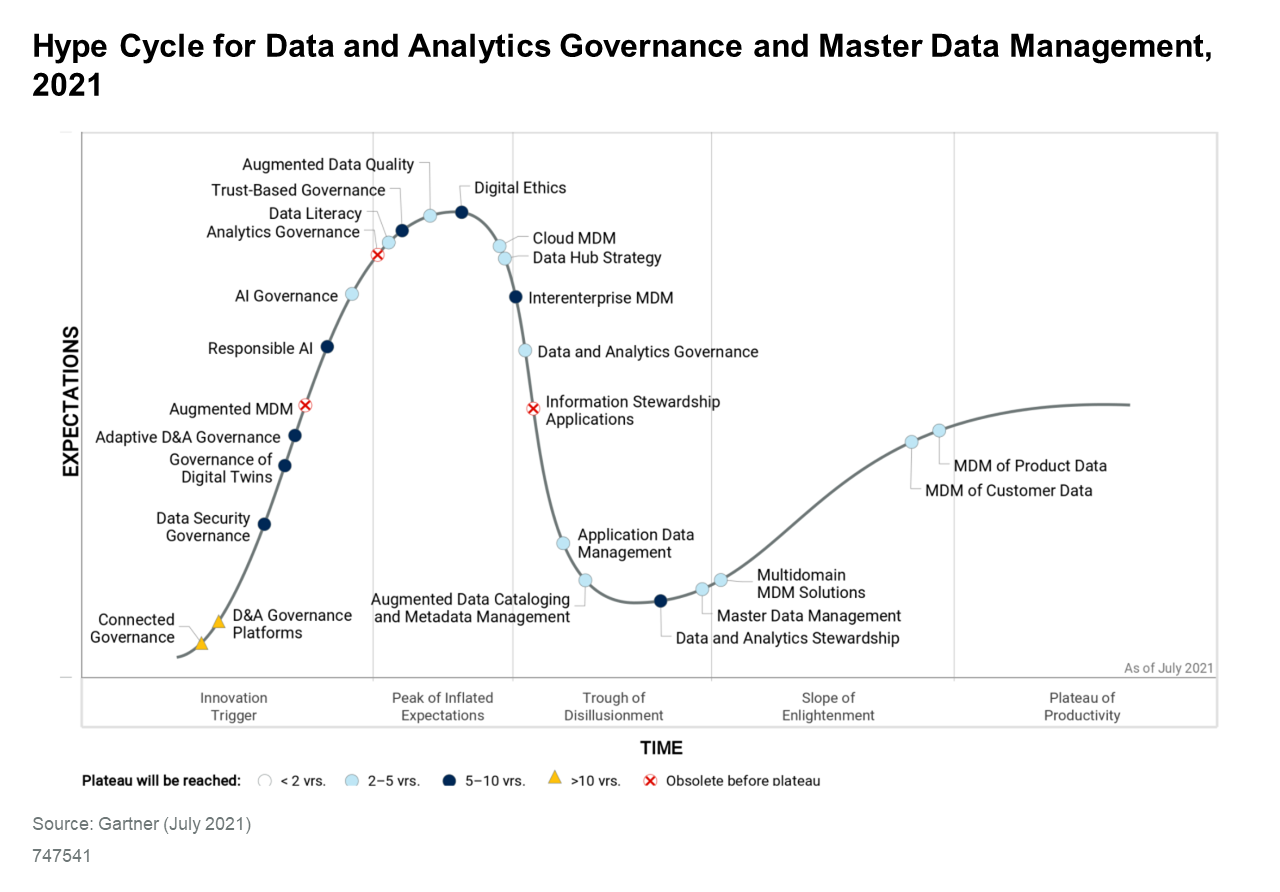 Hype Cycle for Data and Analytics Governance and Master Data Management,
2021
EXPECTATIONS
Augmented Data Quality
Trust-Based Governance
Data Literacy
Analytics Governance
AI Governance
Responsible AI
Augmented MDM
Adaptive D&A Governance
Governance of
Digital Twins
Data Security
Governance
Connected
Governance
D&A Governance
Platforms
Digital Ethics
Cloud MDM
Data Hub Strategy
Interenterprise MDM
Data and Analytics Governance
Information Stewardship
Applications
Application Data
Management
Augmented Data Cataloging
and Metadata Management
Multidomain
MDM Solutions
Master Data Management
Data and Analytics Stewardship
MDM of Product Data
MDM of Customer Data
As of July 2021
Innovation
Trigger
Peak of Inflated
Expectations
Trough of
Disillusionment
Slope of
Enlightenment
Plateau of
Productivity
TIME
Plateau will be reached: < 2 yrs. 2–5 yrs. 5–10 yrs. >10 yrs. Obsolete before plateau
Source: Gartner (July 2021)
747541